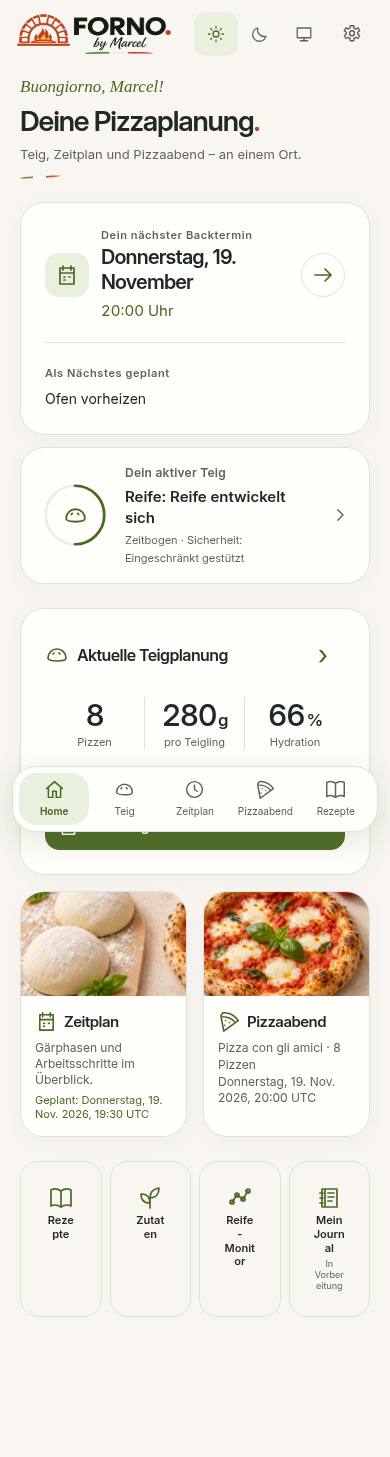 FORNO.
by Marcel
Buongiorno, Marcel!
Deine Pizzaplanung.
Teig, Zeitplan und Pizzaabend – an einem Ort.
Dein nächster Backtermin
Donnerstag, 19.
November
20:00 Uhr
Als Nächstes geplant
Ofen vorheizen
Dein aktiver Teig
Reife: Reife entwickelt
sich
Zeitbogen · Sicherheit:
Eingeschränkt gestützt
Aktuelle Teigplanung
8
Pizzen
280g
pro Teigling
66%
Hydration
Home
Teig
Zeitplan
Pizzaabend
Rezepte
Zeitplan
Gärphasen und
Arbeitsschritte im
Überblick.
Geplant: Donnerstag, 19.
Nov. 2026, 19:30 UTC
Pizzaabend
Pizza con gli amici · 8
Pizzen
Donnerstag, 19. Nov.
2026, 20:00 UTC
Reze
pte
Zutat
en
Reife
-
Monit
or
Mein
Journ
al
In
Vorber
eitung